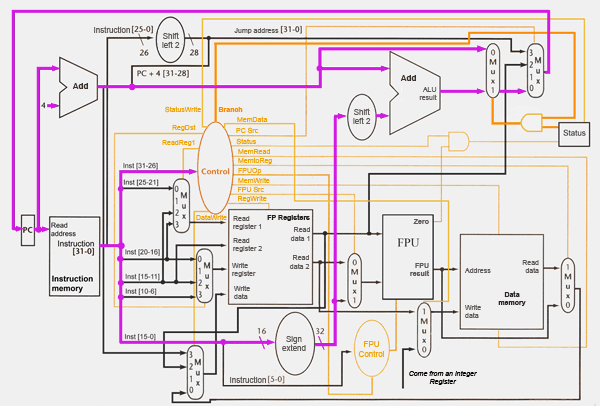 Instruction [25-0]
26
Shift
left 2
28
Jump address [31-0]
PC + 4 [31-28]
Add
4
StatusWrite
Branch
RegDst
ReadReg1
MemData
PC Src
Status
MemRead
MemtoReg
FPUOp
MemWrite
FPU Src
RegWrite
DataWrite
Control
Shift
left 2
Add
ALU
result
0
M
u
x
1
3
2
1
0
M
u
x
Status
Inst [31-26]
Inst [25-21]
Inst [20-16]
Inst [15-11]
Inst [10-6]
Inst [15-0]
PC
Read
address
Instruction
[31-0]
Instruction
memory
0
1
2
3
M
u
x
0
1
2
3
M
u
x
FP Registers
Read
register 1
Read
register 2
Write
register
Write
data
Read
data 1
Read
data 2
0
M
u
x
1
Zero
FPU
FPU
result
Address
Read
data
Write
data
Data
memory
1
M
u
x
0
1
M
u
x
0
16
Sign
extend
32
FPU
Control
3
2
1
0
M
u
x
Instruction [5-0]
Come from an Integer
Register